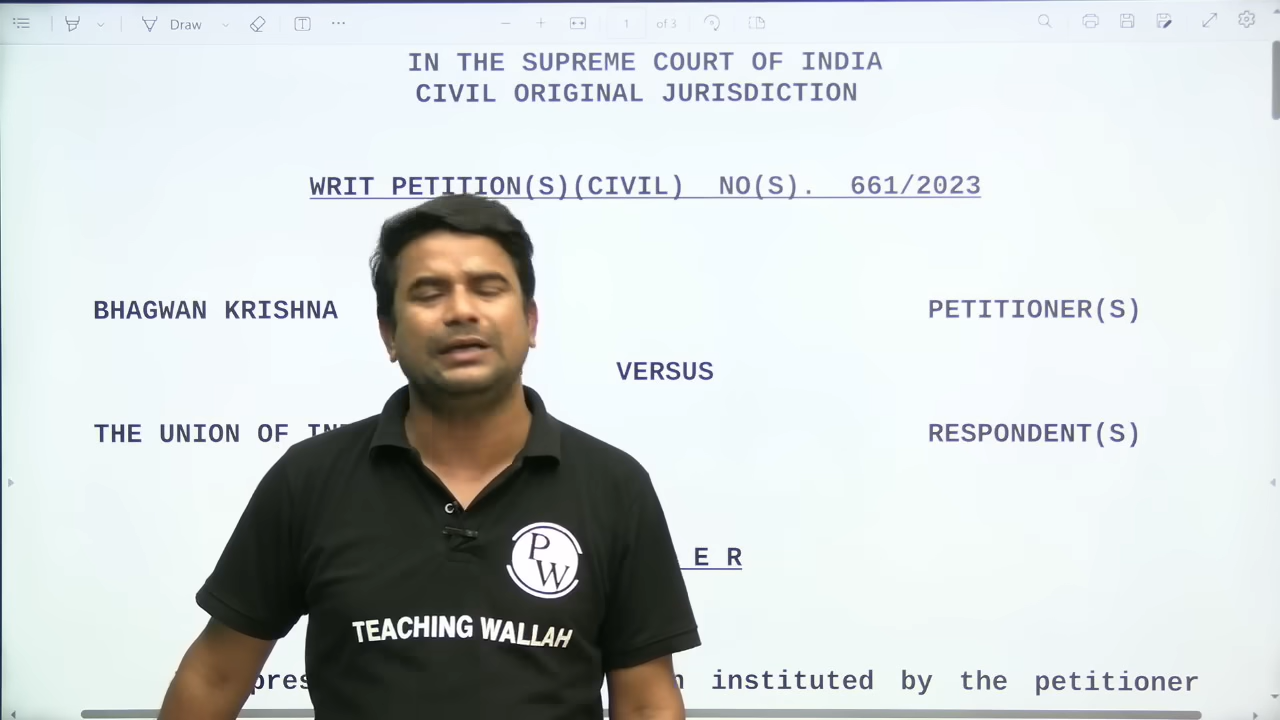 Draw
1 of 3
IN THE SUPREME COURT OF INDIA
CIVIL ORIGINAL JURISDICTION
WRIT PETITION(S)(CIVIL) NO(S). 661/2023
BHAGWAN KRISHNA PETITIONER(S)
VERSUS
THE UNION OF RESPONDENT(S)
E R
instituted by the petitioner
PW
TEACHING WALLAH